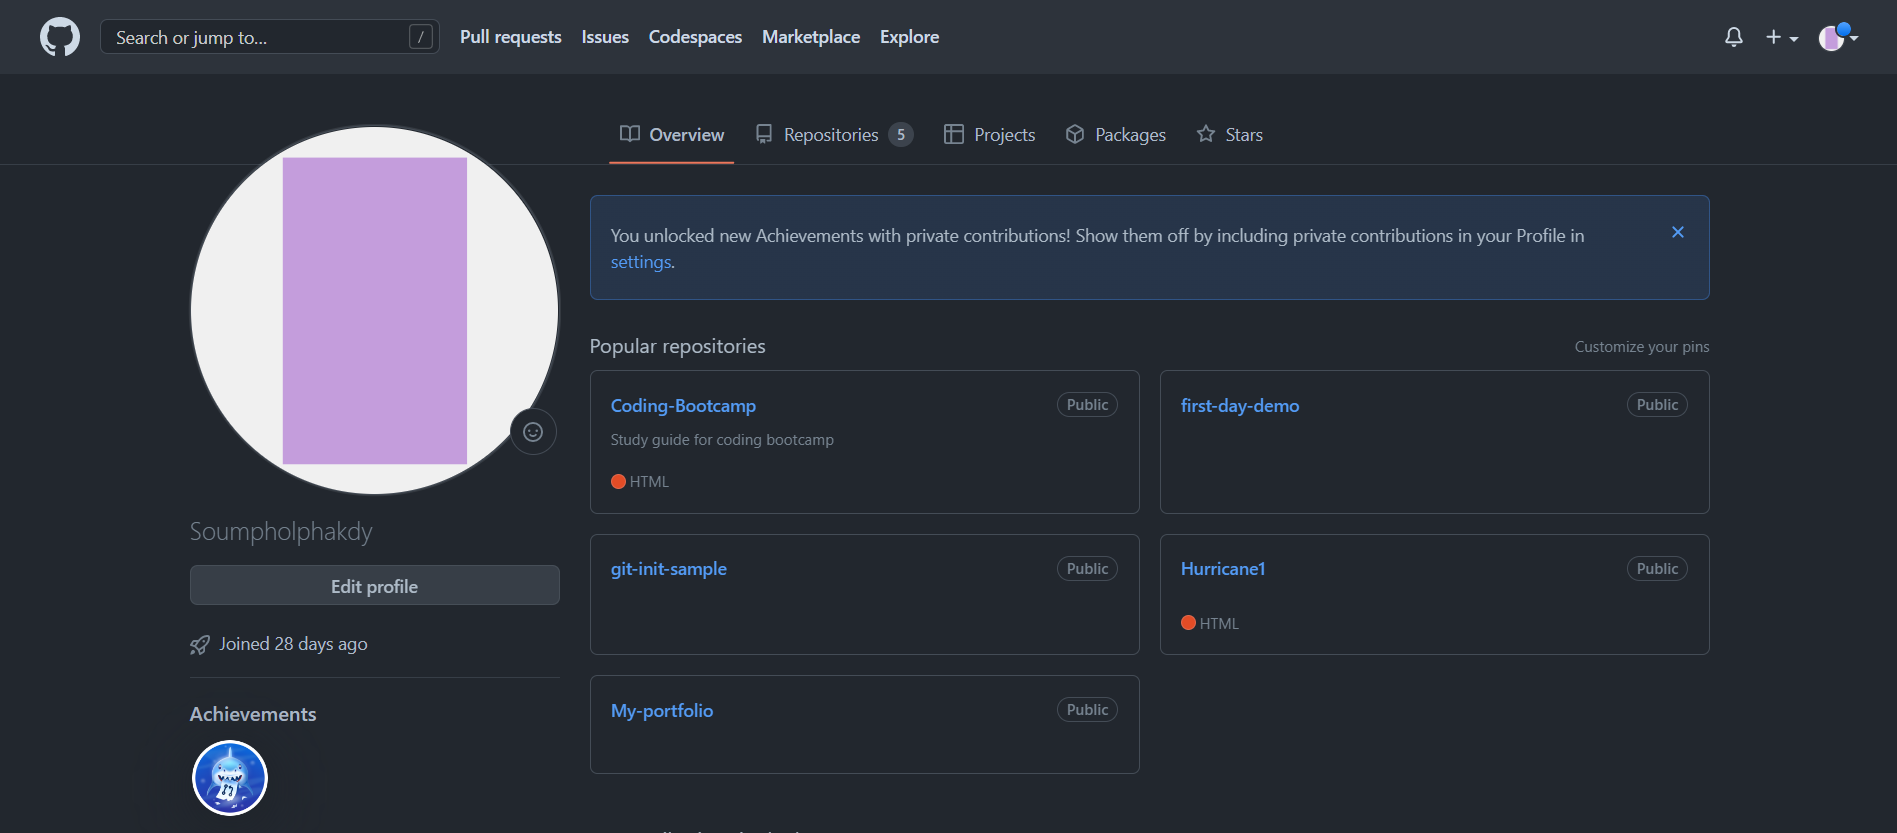 Search or jump to... /
Pull requests Issues Codespaces Marketplace Explore
Overview Repositories 5 Projects Packages Stars
You unlocked new Achievements with private contributions! Show them off by including private contributions in your Profile in
settings.
Popular repositories
Customize your pins
Coding-Bootcamp Public
Study guide for coding bootcamp
HTML
first-day-demo Public
git-init-sample Public
Hurricane1 Public
HTML
My-portfolio Public
Soumpholphakdy
Edit profile
Joined 28 days ago
Achievements